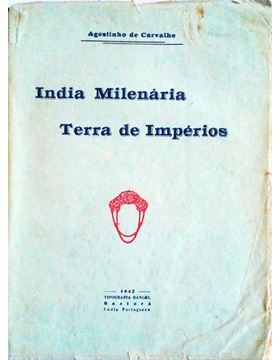 Agostinho de Carvalho
India Milenária
Terra de Impérios
1942
TIPOGRAFIA RANGEL
Bastorá
India Portuguesa